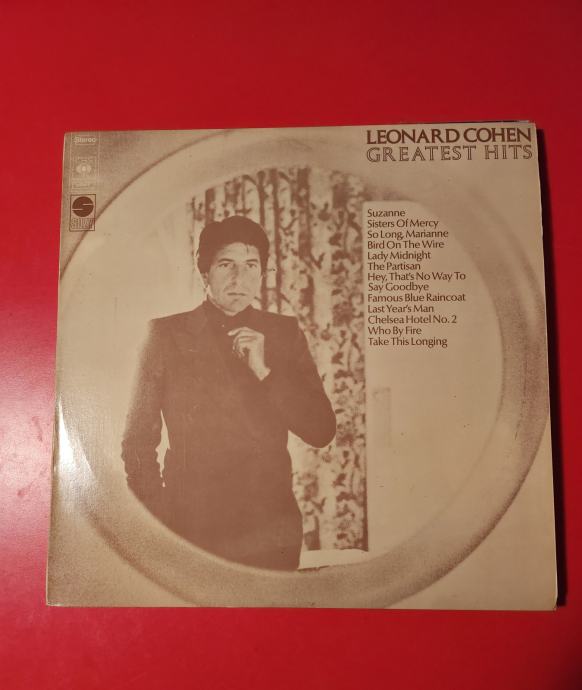 Stereo
CBS
SUZY
LEONARD COHEN
GREATEST HITS
Suzanne
Sisters Of Mercy
So Long, Marianne
Bird On The Wire
Lady Midnight
The Partisan
Hey, That's No Way To
Say Goodbye
Famous Blue Raincoat
Last Year's Man
Chelsea Hotel No. 2
Who By Fire
Take This Longing